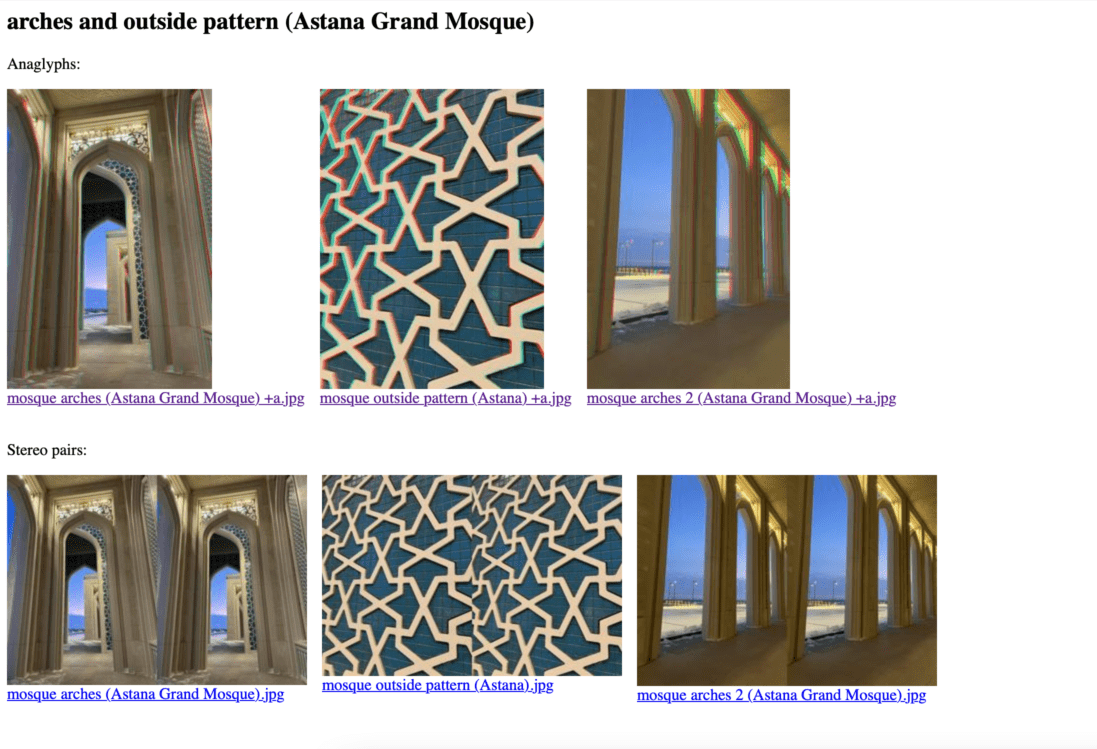 arches and outside pattern (Astana Grand Mosque)
Anaglyphs:
mosque arches (Astana Grand Mosque) +a.jpg
mosque outside pattern (Astana) +a.jpg
mosque arches 2 (Astana Grand Mosque) +a.jpg
Stereo pairs:
mosque arches (Astana Grand Mosque).jpg
mosque outside pattern (Astana).jpg
mosque arches 2 (Astana Grand Mosque).jpg